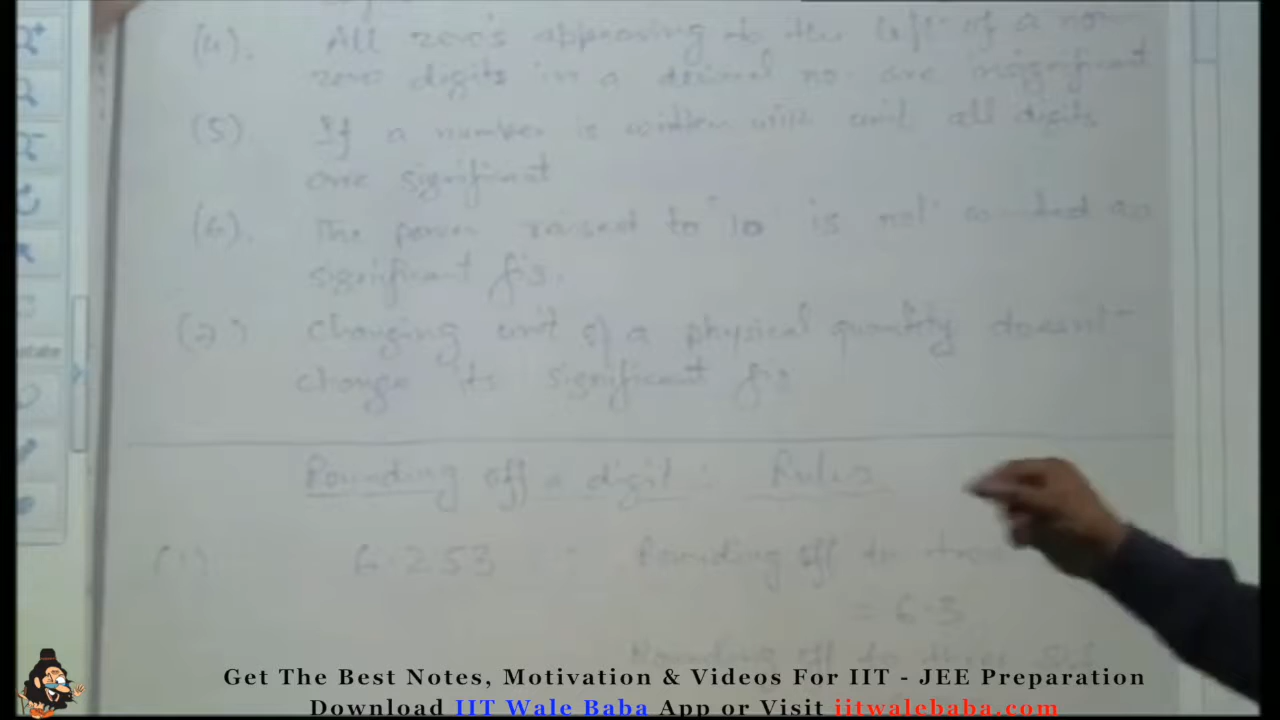 (4). All zero's appearing to the left of a non-
zero digits in a decimal no. are insignificant
(5). If a number is written with unit, all digits
are significant
(6). The power raised to "10" is not counted as
significant fig.
(7) Changing unit of a physical quantity doesn't
change its significant fig
Rounding off a digit : Rules
(1) 6.253 : Rounding off to
= 6.3
Rounding off to three
Get The Best Notes, Motivation & Videos For IIT - JEE Preparation
Download IIT Wale Baba App or Visit iitwalebaba.com